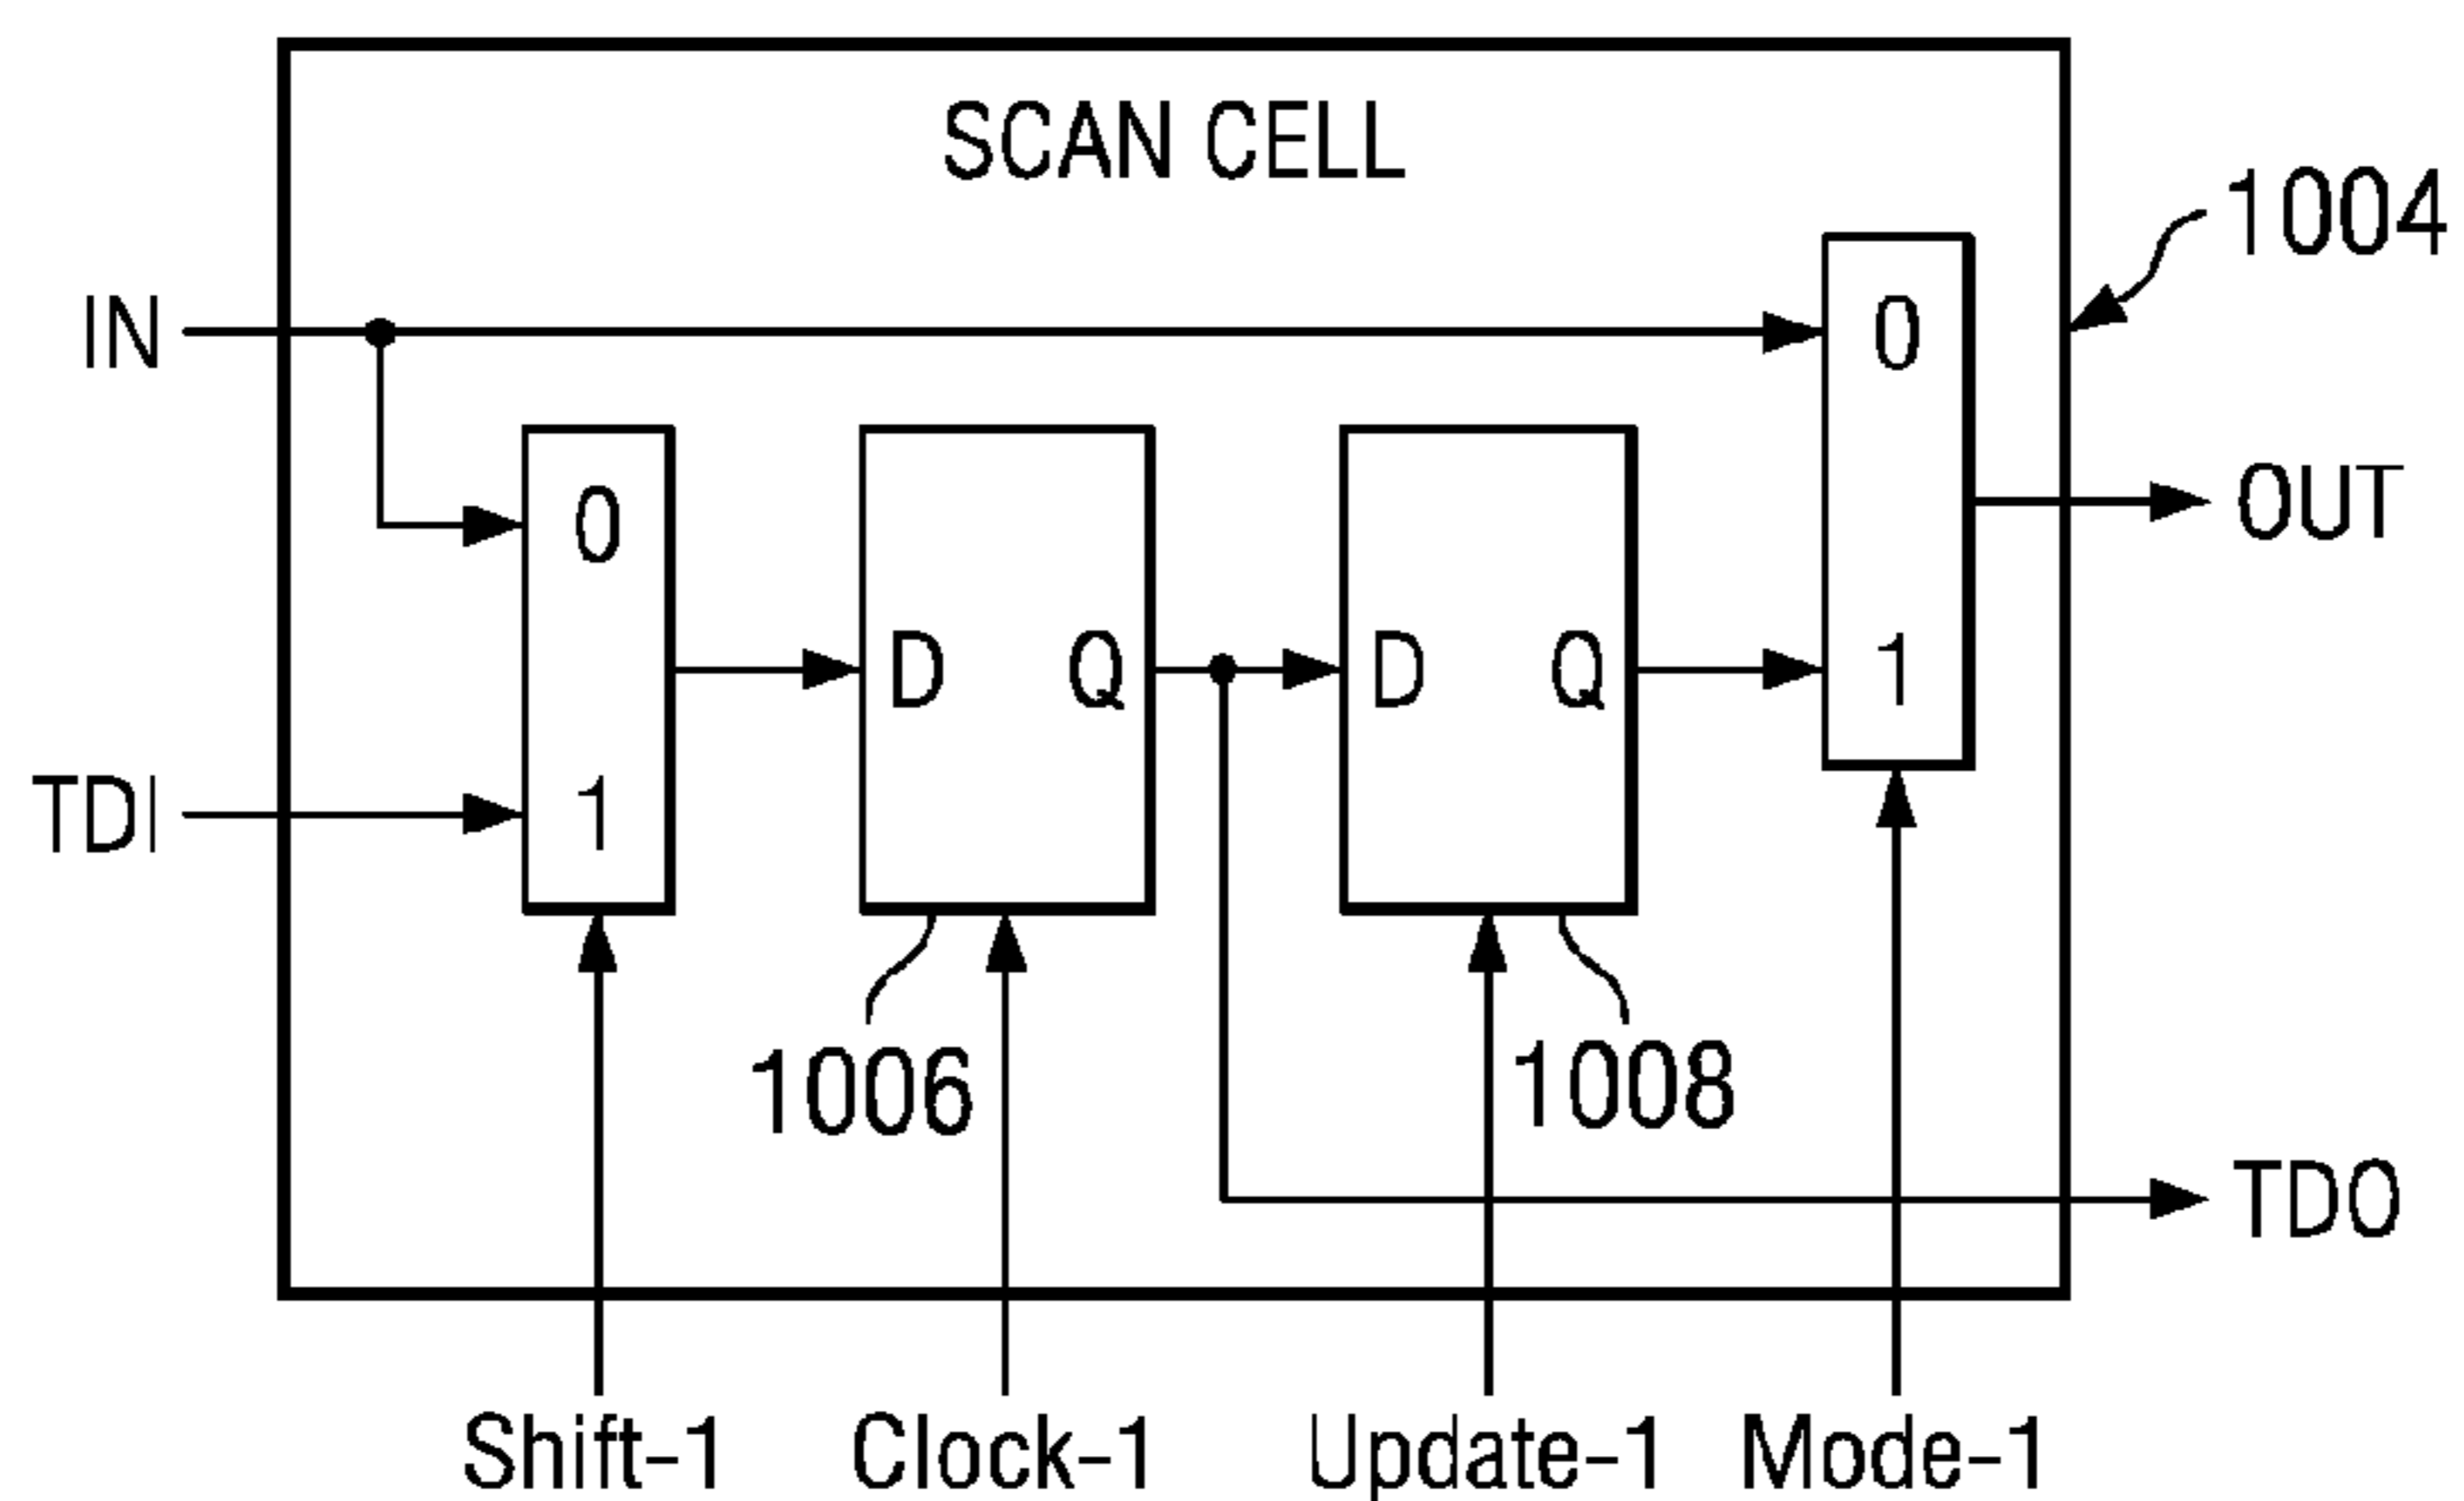 SCAN CELL
1004
IN
0
0
OUT
D Q
D Q
1
TDI
1
1006
1008
TDO
Shift-1
Clock-1
Update-1
Mode-1